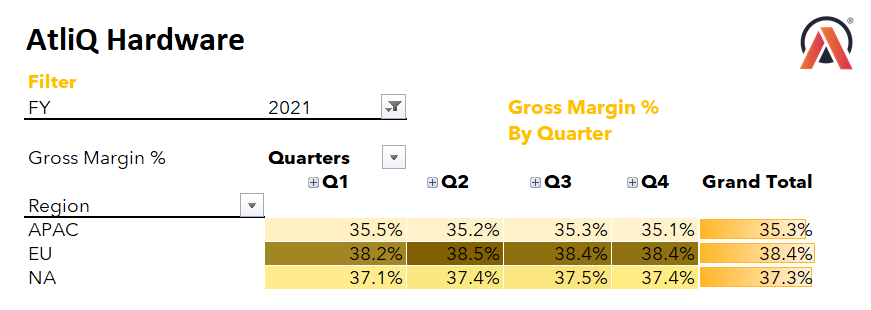 AtliQ Hardware
®
Filter
FY 2021
Gross Margin %
By Quarter
Gross Margin % Quarters
Q1 Q2 Q3 Q4 Grand Total
Region
APAC 35.5% 35.2% 35.3% 35.1% 35.3%
EU 38.2% 38.5% 38.4% 38.4% 38.4%
NA 37.1% 37.4% 37.5% 37.4% 37.3%